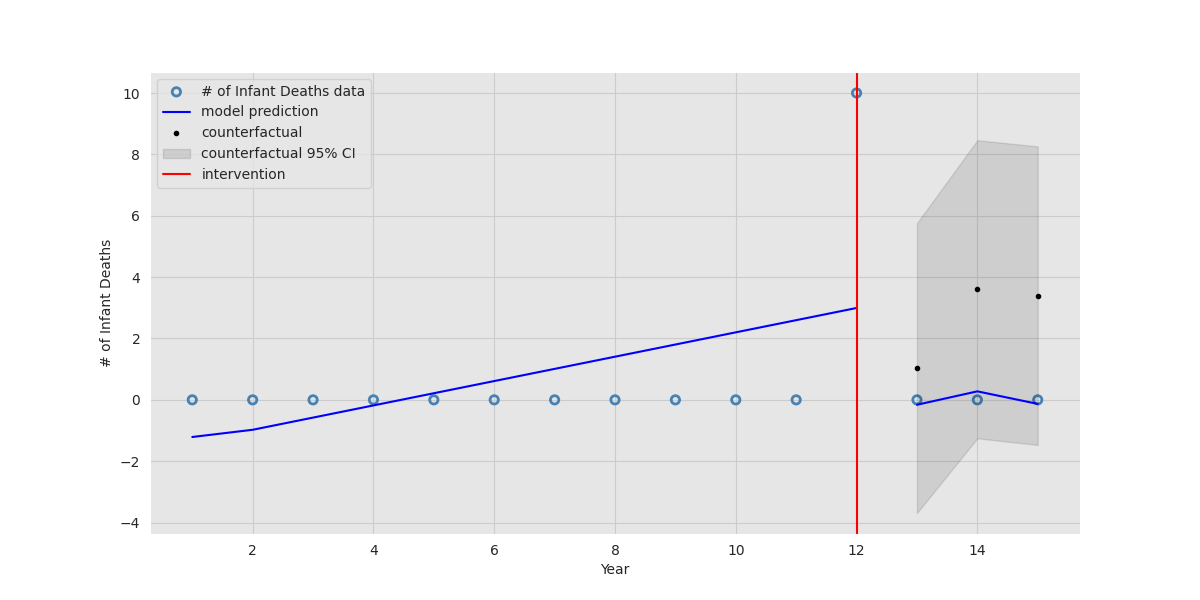 # of Infant Deaths data
model prediction
counterfactual
counterfactual 95% CI
intervention
# of Infant Deaths
10
8
6
4
2
0
−2
−4
2 4 6 8 10 12 14
Year